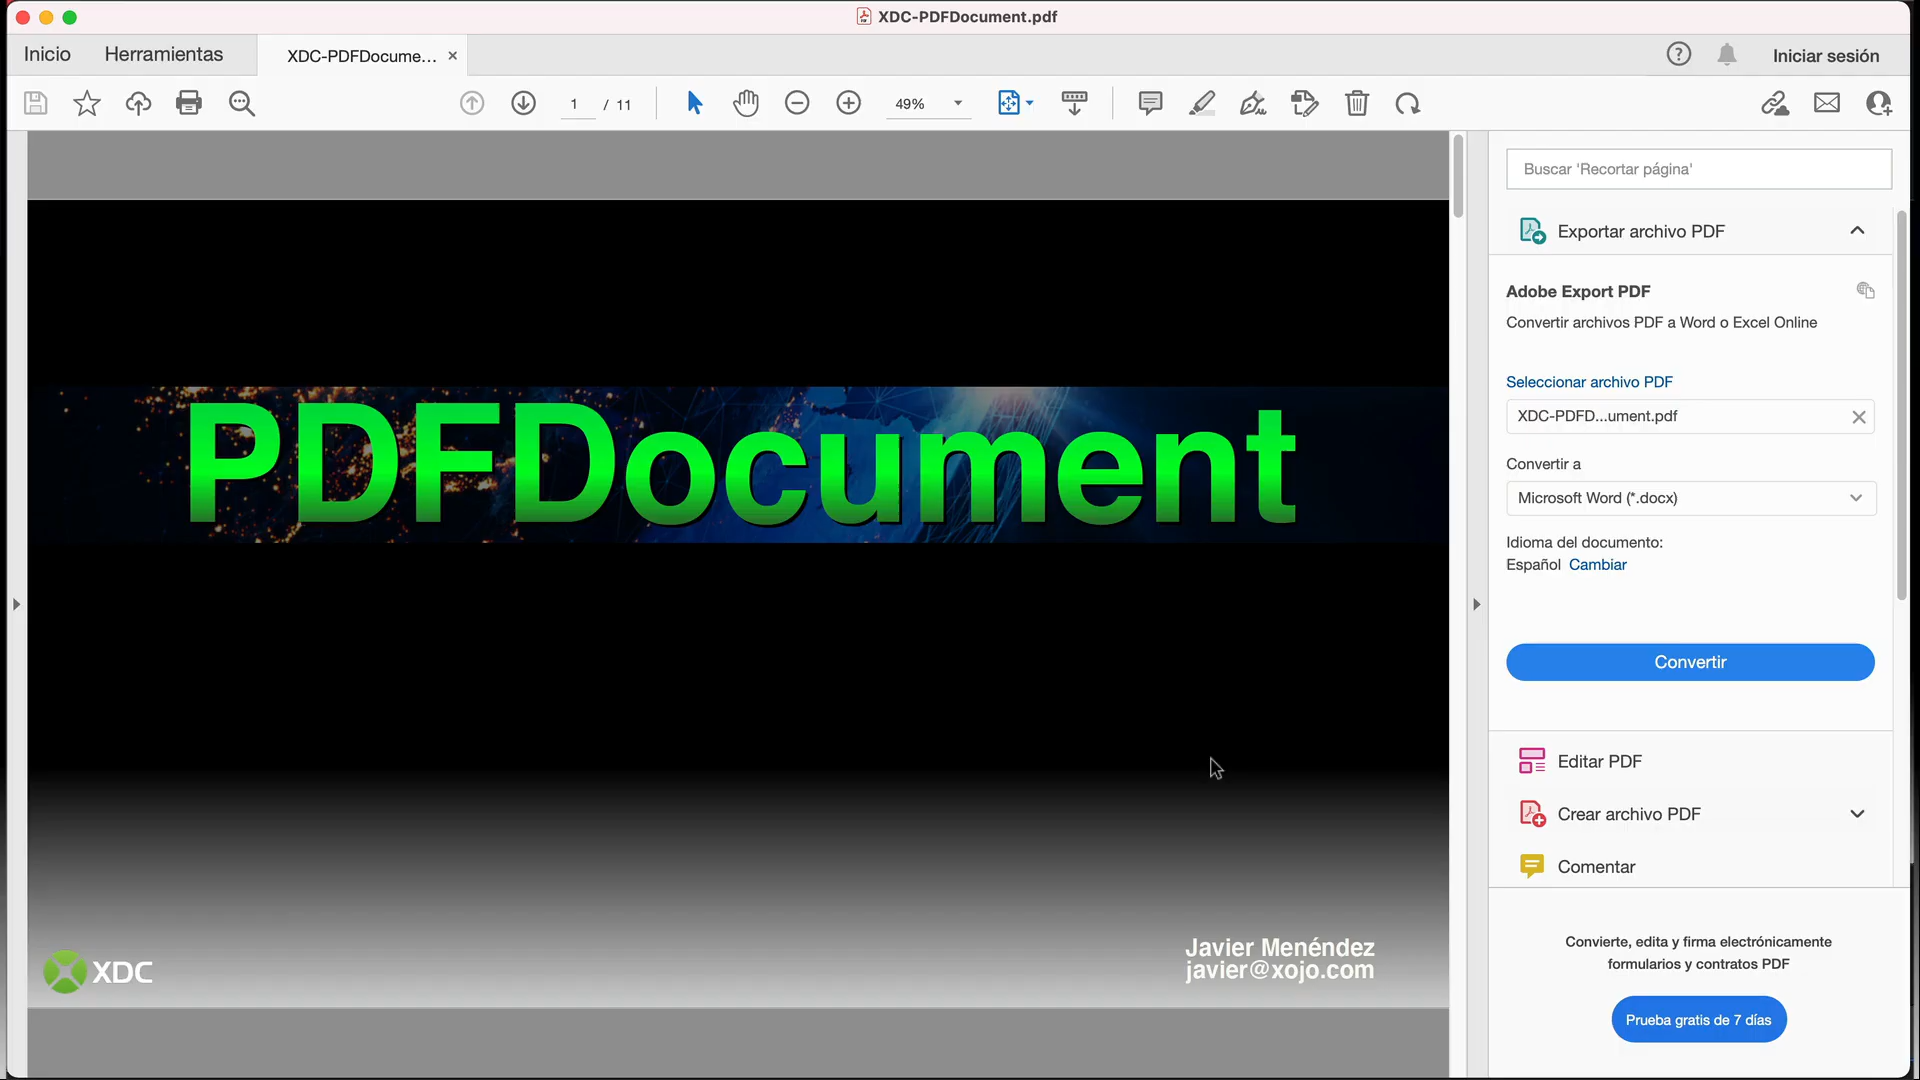 XDC-PDFDocument.pdf
Inicio
Herramientas
XDC-PDFDocume...
Iniciar sesión
1 / 11
49%
Buscar 'Recortar página'
Exportar archivo PDF
Adobe Export PDF
Convertir archivos PDF a Word o Excel Online
Seleccionar archivo PDF
XDC-PDFD...ument.pdf
Convertir a
Microsoft Word (*.docx)
Idioma del documento:
Español Cambiar
Convertir
Editar PDF
Crear archivo PDF
Comentar
Convierte, edita y firma electrónicamente
formularios y contratos PDF
Prueba gratis de 7 días
PDFDocument
XDC
Javier Menéndez
javier@xojo.com